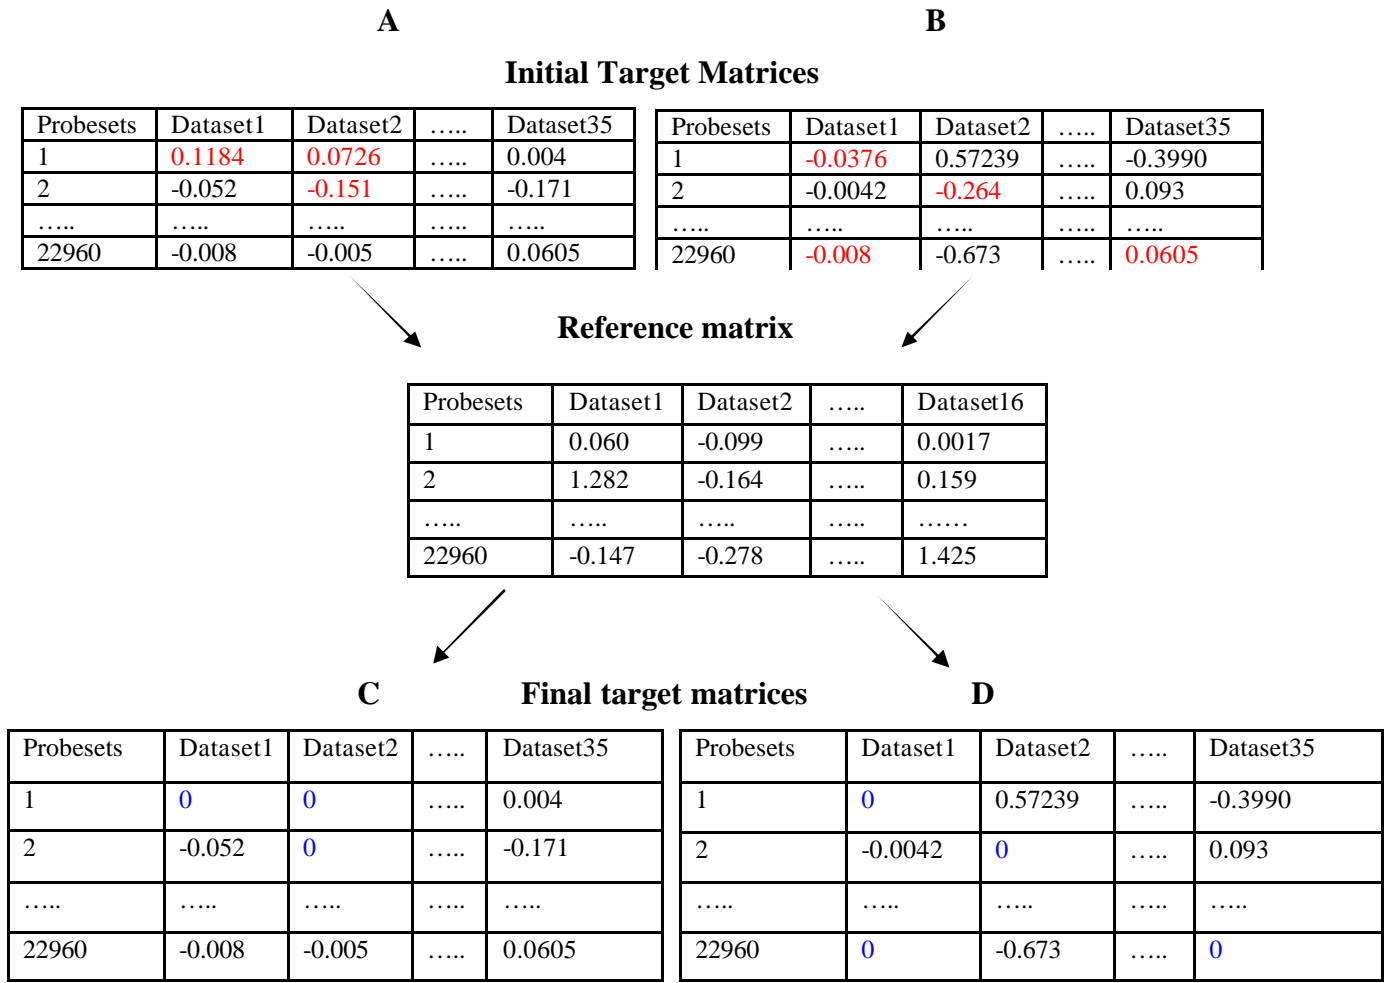 A B
Initial Target Matrices
Probesets Dataset1 Dataset2 ….. Dataset35
1 0.1184 0.0726 ….. 0.004
2 -0.052 -0.151 ….. -0.171
….. ….. ….. ….. …..
22960 -0.008 -0.005 ….. 0.0605
Probesets Dataset1 Dataset2 ….. Dataset35
1 -0.0376 0.57239 ….. -0.3990
2 -0.0042 -0.264 ….. 0.093
….. ….. ….. ….. …..
22960 -0.008 -0.673 ….. 0.0605
Reference matrix
Probesets Dataset1 Dataset2 ….. Dataset16
1 0.060 -0.099 ….. 0.0017
2 1.282 -0.164 ….. 0.159
….. ….. ….. ….. ……
22960 -0.147 -0.278 ….. 1.425
C Final target matrices D
Probesets Dataset1 Dataset2 ….. Dataset35
1 0 0 ….. 0.004
2 -0.052 0 ….. -0.171
….. ….. ….. ….. …..
22960 -0.008 -0.005 ….. 0.0605
Probesets Dataset1 Dataset2 ….. Dataset35
1 0 0.57239 ….. -0.3990
2 -0.0042 0 ….. 0.093
….. ….. ….. ….. …..
22960 0 -0.673 ….. 0